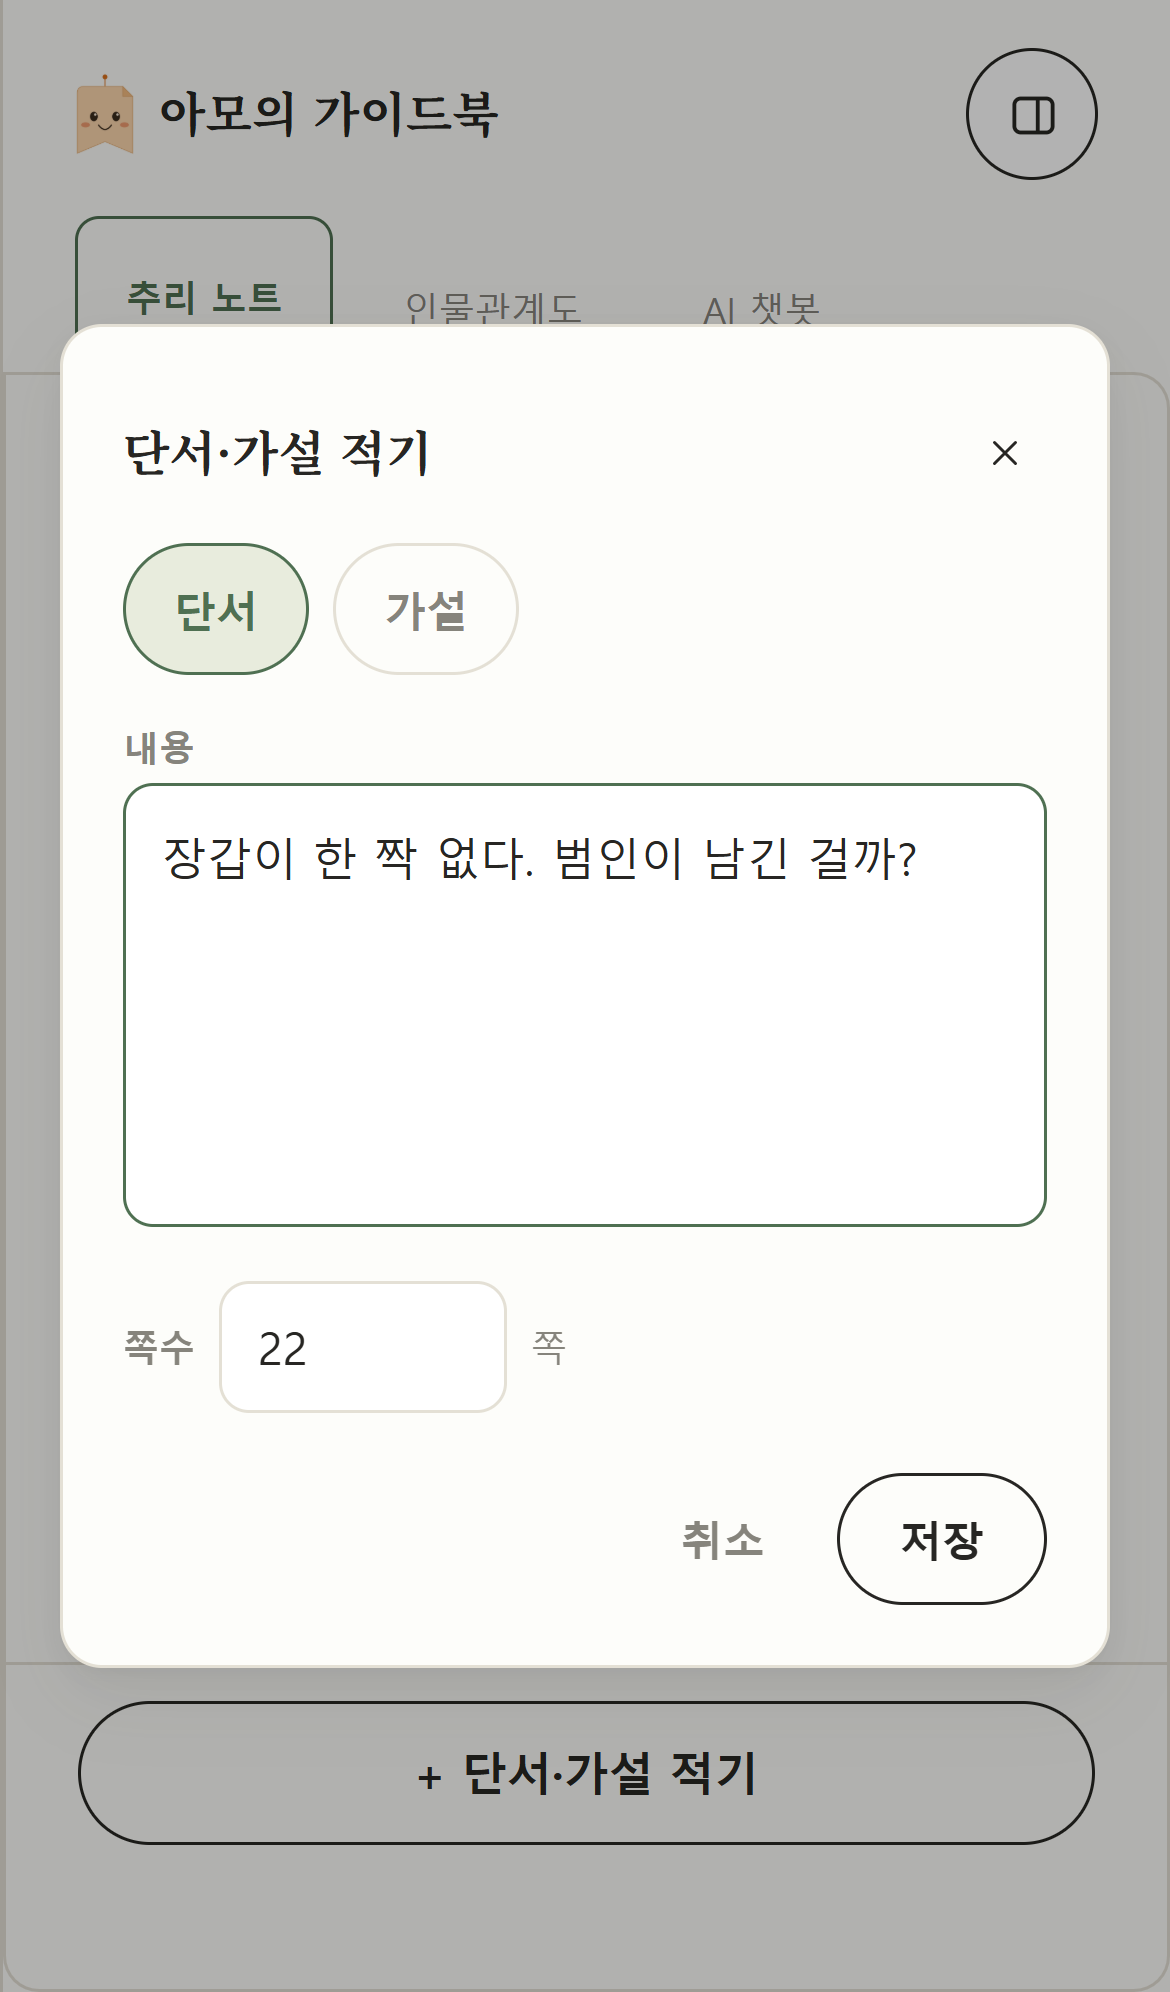 아모의 가이드북
추리 노트
인물관계도
AI 챗봇
단서·가설 적기
단서
가설
내용
장갑이 한 짝 없다. 범인이 남긴 걸까?
쪽수
22
쪽
취소
저장
+ 단서·가설 적기